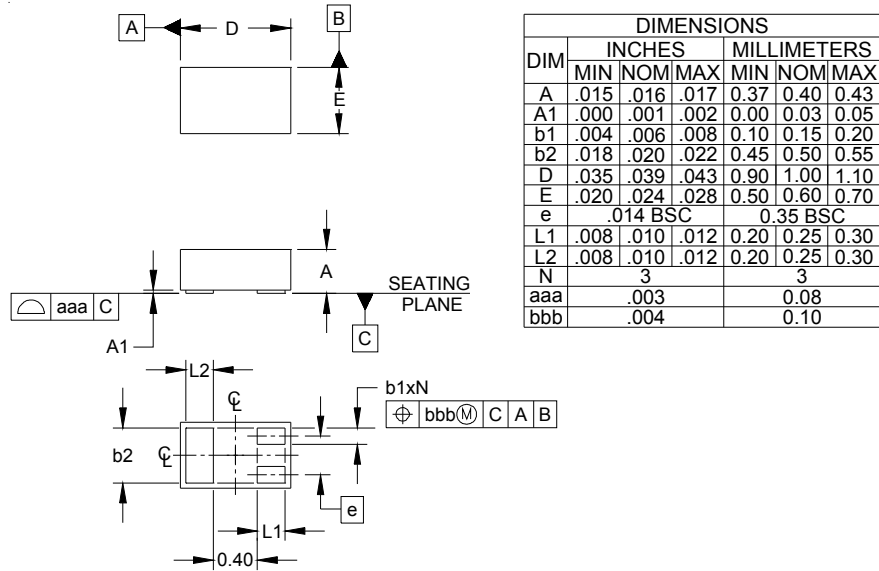 A
D
B
E
A
SEATING
PLANE
aaa C
C
A1
L2
b1xN
CL
bbbⓂ C A B
b2
CL
e
L1
0.40
DIMENSIONS
DIM INCHES MILLIMETERS
MIN NOM MAX MIN NOM MAX
A .015 .016 .017 0.37 0.40 0.43
A1 .000 .001 .002 0.00 0.03 0.05
b1 .004 .006 .008 0.10 0.15 0.20
b2 .018 .020 .022 0.45 0.50 0.55
D .035 .039 .043 0.90 1.00 1.10
E .020 .024 .028 0.50 0.60 0.70
e .014 BSC 0.35 BSC
L1 .008 .010 .012 0.20 0.25 0.30
L2 .008 .010 .012 0.20 0.25 0.30
N 3 3
aaa .003 0.08
bbb .004 0.10